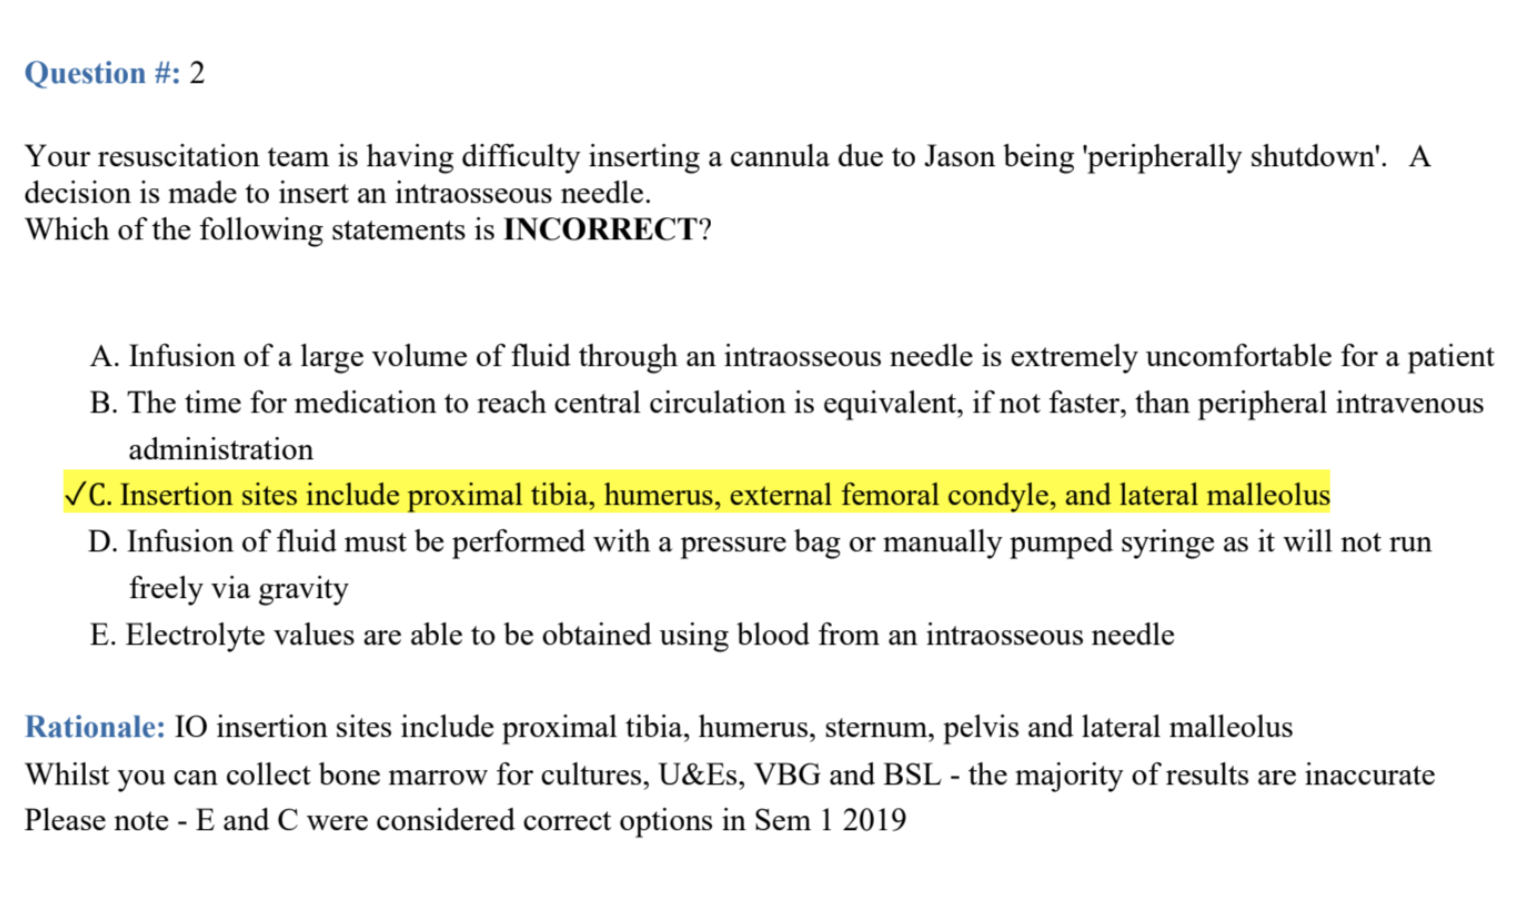 Question #: 2
Your resuscitation team is having difficulty inserting a cannula due to Jason being 'peripherally shutdown'. A
decision is made to insert an intraosseous needle.
Which of the following statements is INCORRECT?
A. Infusion of a large volume of fluid through an intraosseous needle is extremely uncomfortable for a patient
B. The time for medication to reach central circulation is equivalent, if not faster, than peripheral intravenous
administration
✓C. Insertion sites include proximal tibia, humerus, external femoral condyle, and lateral malleolus
D. Infusion of fluid must be performed with a pressure bag or manually pumped syringe as it will not run
freely via gravity
E. Electrolyte values are able to be obtained using blood from an intraosseous needle
Rationale: IO insertion sites include proximal tibia, humerus, sternum, pelvis and lateral malleolus
Whilst you can collect bone marrow for cultures, U&Es, VBG and BSL - the majority of results are inaccurate
Please note - E and C were considered correct options in Sem 1 2019